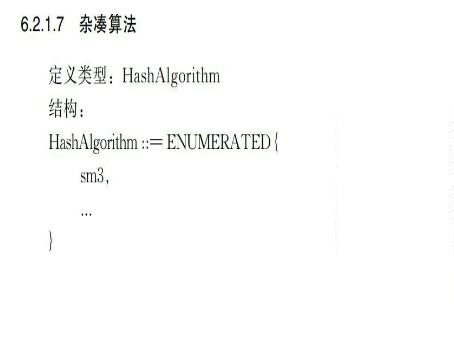 6.2.1.7 杂凑算法
定义类型：HashAlgorithm
结构：
HashAlgorithm ::= ENUMERATED {
sm3,
...
}